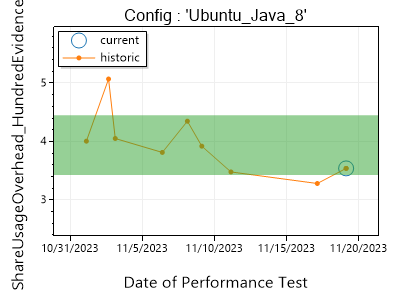 Config : 'Ubuntu_Java_8'
ShareUsageOverhead_HundredEvidence
current
historic
5
4
3
10/31/2023 11/5/2023 11/10/2023 11/15/2023 11/20/2023
Date of Performance Test